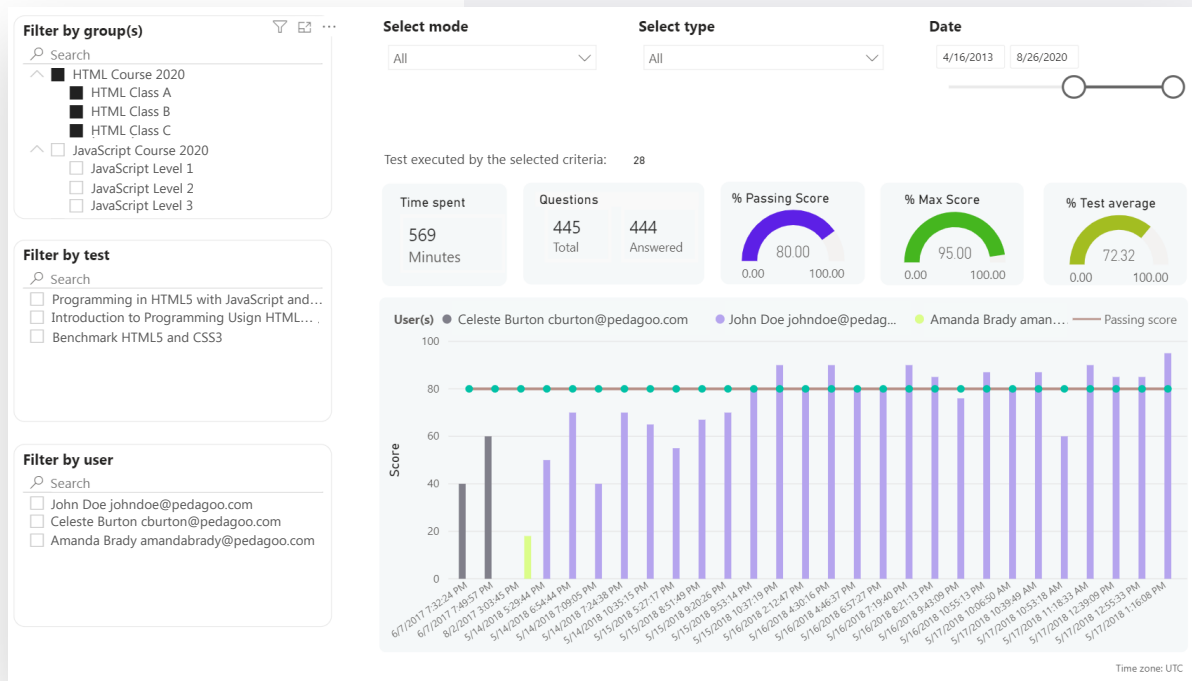 Filter by group(s)
Search
HTML Course 2020
HTML Class A
HTML Class B
HTML Class C
JavaScript Course 2020
JavaScript Level 1
JavaScript Level 2
JavaScript Level 3
Filter by test
Search
Programming in HTML5 with JavaScript and...
Introduction to Programming Usign HTML...
Benchmark HTML5 and CSS3
Filter by user
Search
John Doe johndoe@pedagoo.com
Celeste Burton cburton@pedagoo.com
Amanda Brady amandabrady@pedagoo.com
Select mode
All
Select type
All
Date
4/16/2013 8/26/2020
Test executed by the selected criteria: 28
Time spent
569
Minutes
Questions
445
Total
444
Answered
% Passing Score
80.00
0.00 100.00
% Max Score
95.00
0.00 100.00
% Test average
72.32
0.00 100.00
User(s) Celeste Burton cburton@pedagoo.com John Doe johndoe@pedag... Amanda Brady aman.... Passing score
Score
100
80
60
40
20
0
6/7/2017 7:32:24 PM
6/7/2017 7:49:57 PM
8/2/2017 3:03:45 PM
5/14/2018 5:29:44 PM
5/14/2018 6:54:44 PM
5/14/2018 7:09:05 PM
5/14/2018 7:24:38 PM
5/14/2018 10:35:15 PM
5/15/2018 5:27:17 PM
5/15/2018 8:51:49 PM
5/15/2018 9:20:26 PM
5/15/2018 9:53:14 PM
5/15/2018 10:37:19 PM
5/16/2018 2:12:47 PM
5/16/2018 4:30:16 PM
5/16/2018 4:46:37 PM
5/16/2018 6:57:27 PM
5/16/2018 7:19:40 PM
5/16/2018 8:21:13 PM
5/16/2018 9:43:09 PM
5/16/2018 10:55:13 PM
5/17/2018 10:06:50 AM
5/17/2018 10:39:49 AM
5/17/2018 10:53:18 AM
5/17/2018 11:18:33 AM
5/17/2018 12:39:09 PM
5/17/2018 12:55:33 PM
5/17/2018 1:16:08 PM
Time zone: UTC